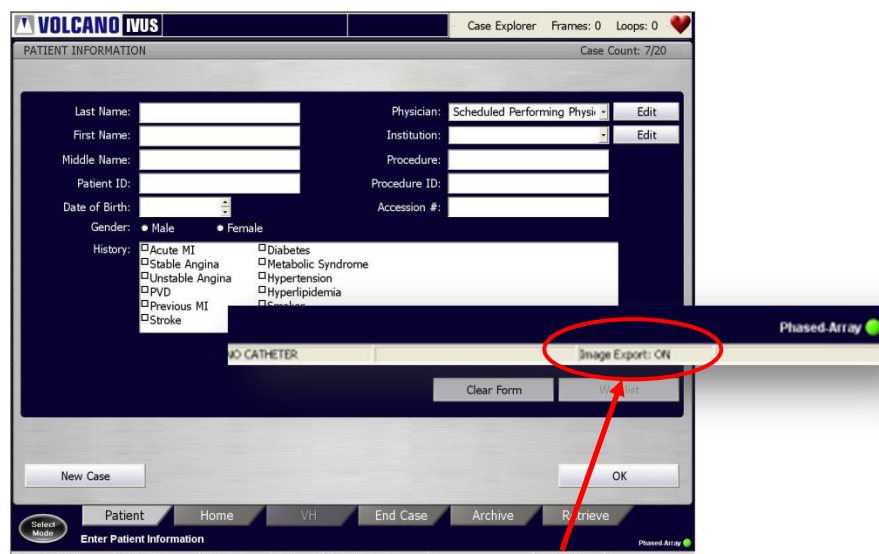 VOLCANO IVUS
Case Explorer Frames: 0 Loops: 0
PATIENT INFORMATION Case Count: 7/20
Last Name: Physician: Scheduled Performing Physi Edit
First Name: Institution: Edit
Middle Name: Procedure:
Patient ID: Procedure ID:
Date of Birth: Accession #:
Gender: Male Female
History: Acute MI Diabetes
Stable Angina Metabolic Syndrome
Unstable Angina Hypertension
PVD Hyperlipidemia
Previous MI
Stroke
Phased-Array
NO CATHETER Image Export: ON
Clear Form
New Case OK
Patient Home VH End Case Archive Retrieve
Select
Mode
Enter Patient Information Phased-Array